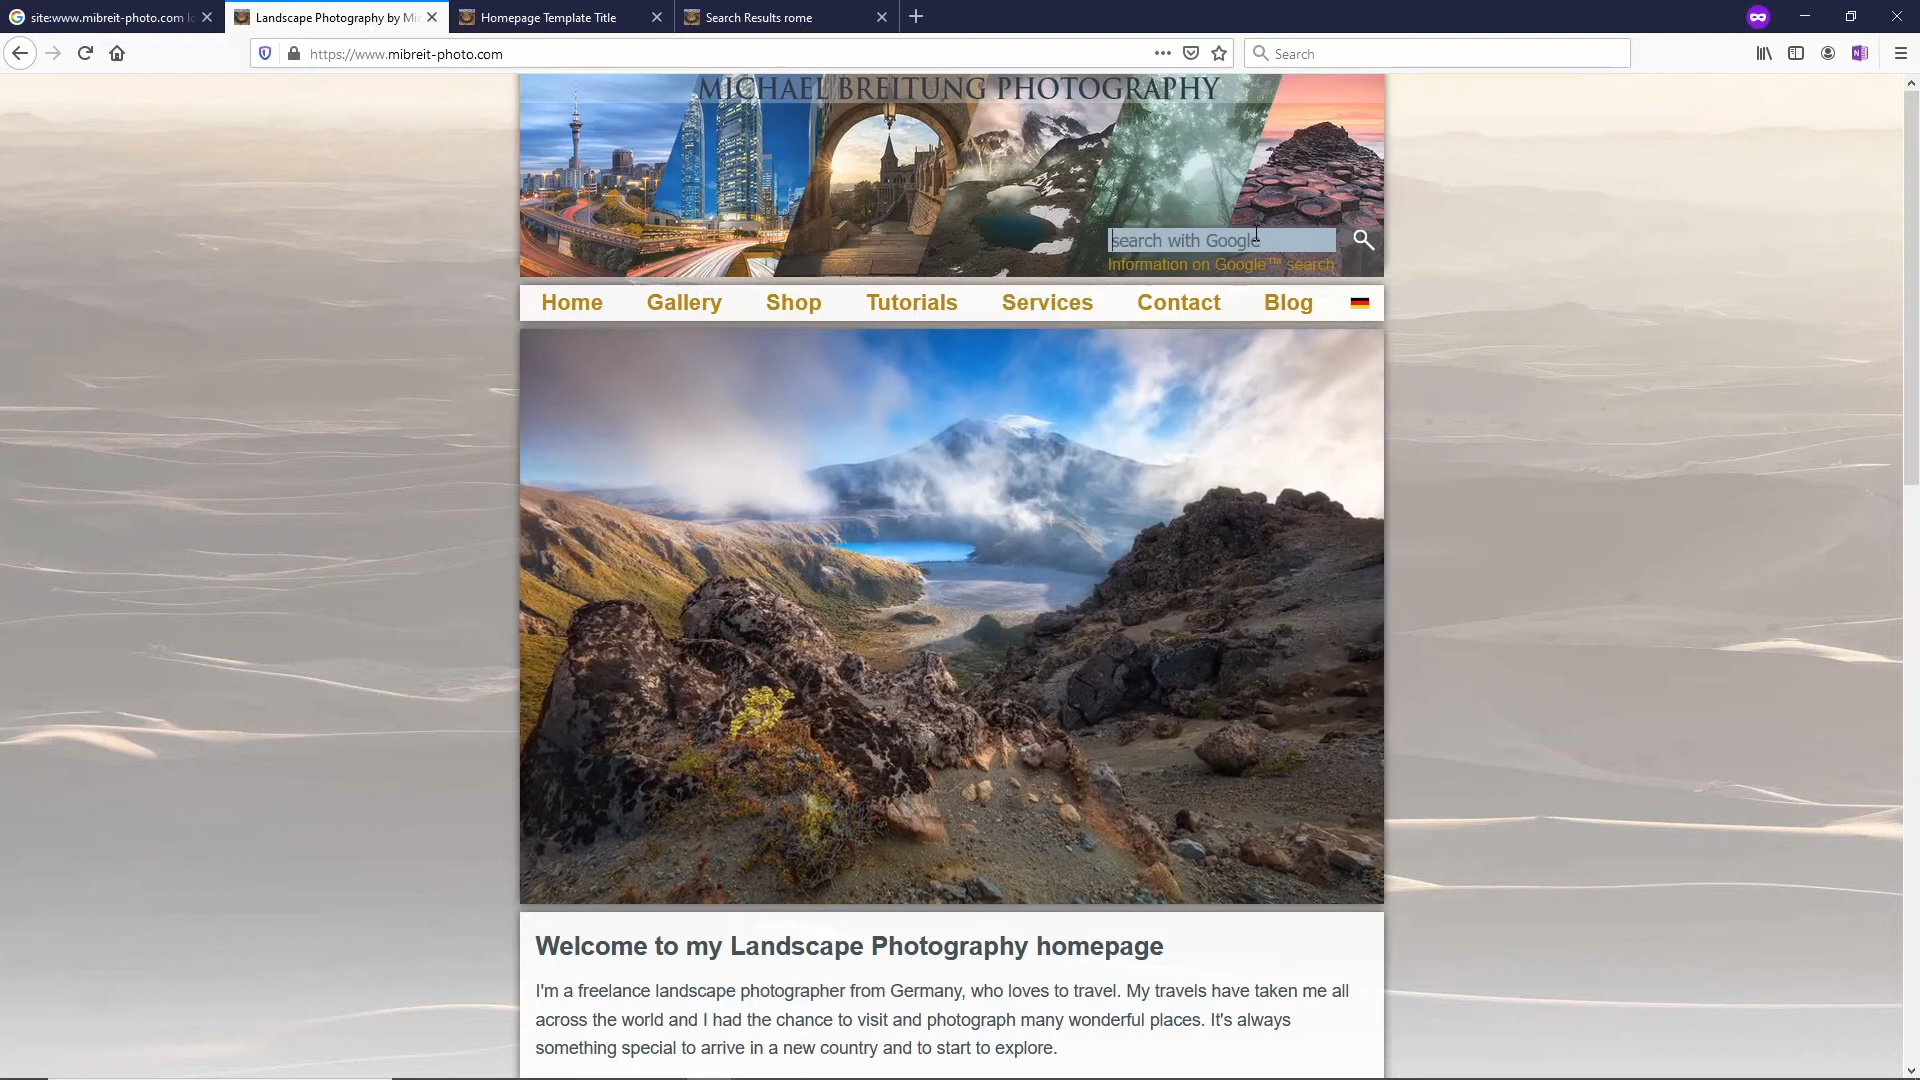 site:www.mibreit-photo.com
Landscape Photography by Mi
Homepage Template Title
Search Results rome
https://www.mibreit-photo.com
Search
MICHAEL BREITUNG PHOTOGRAPHY
search with Google
Information on Google™ search
Home Gallery Shop Tutorials Services Contact Blog
Welcome to my Landscape Photography homepage
I'm a freelance landscape photographer from Germany, who loves to travel. My travels have taken me all
across the world and I had the chance to visit and photograph many wonderful places. It's always
something special to arrive in a new country and to start to explore.